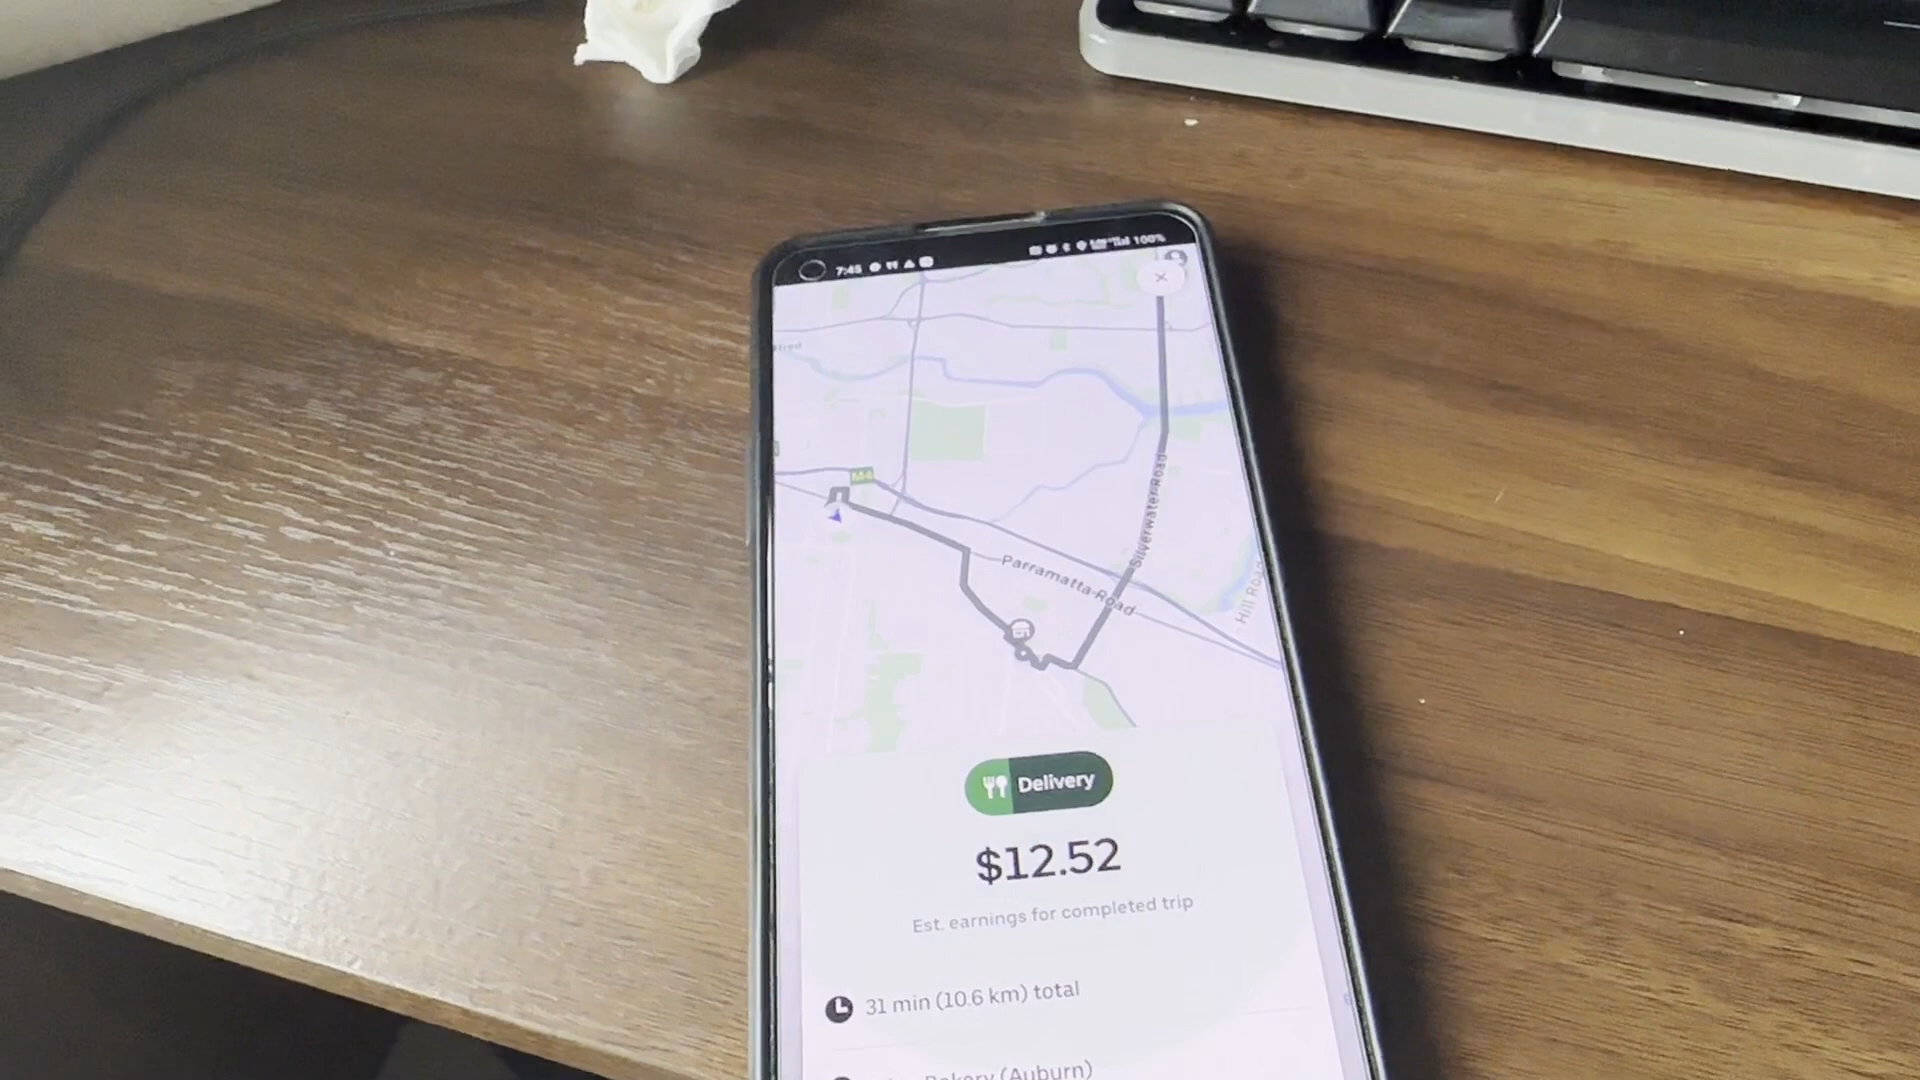 7:45
100%
M4
Silverwater Road
Parramatta Road
Hill Road
Delivery
$12.52
Est. earnings for completed trip
31 min (10.6 km) total
Bakery (Auburn)